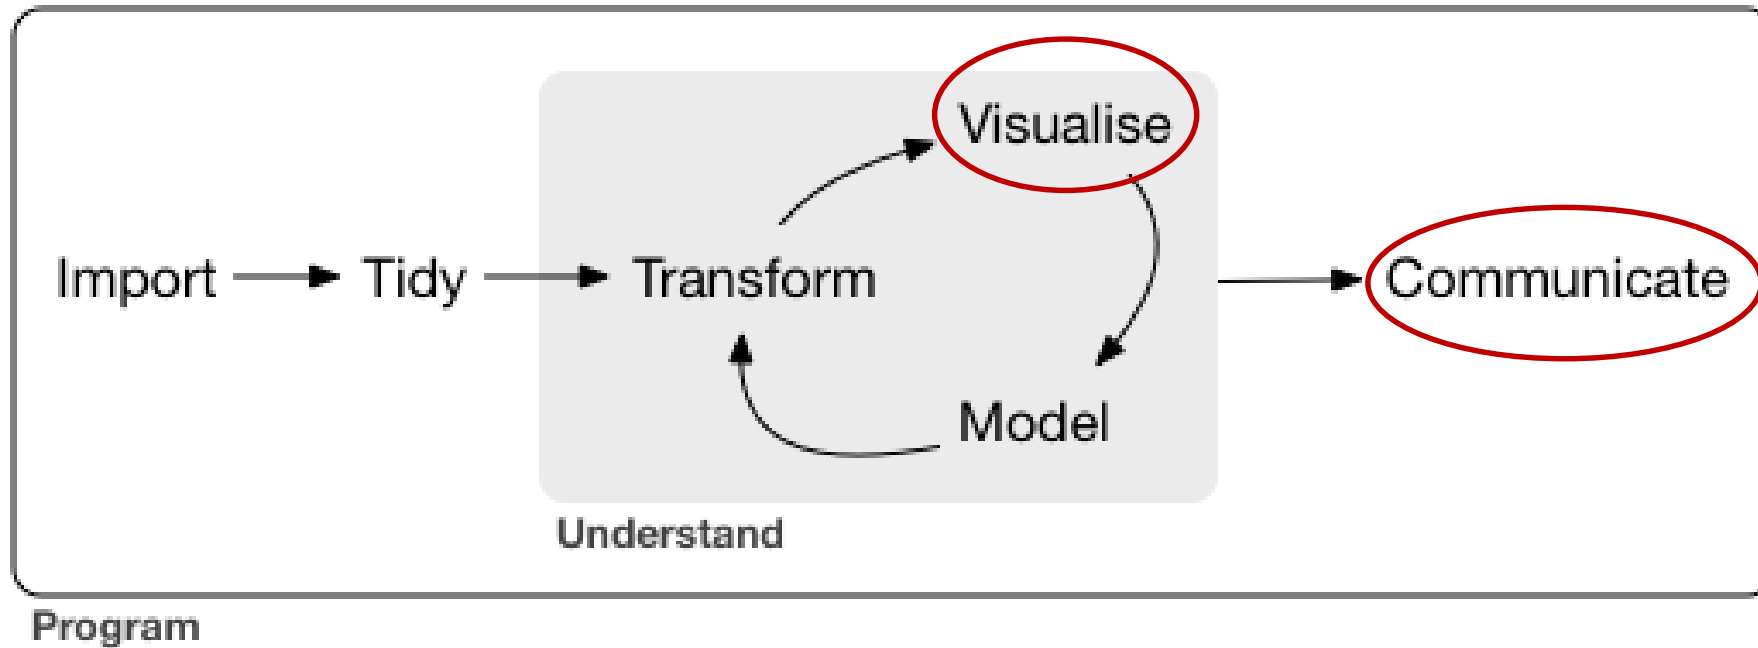 Visualise
Import
Tidy
Transform
Communicate
Model
Understand
Program